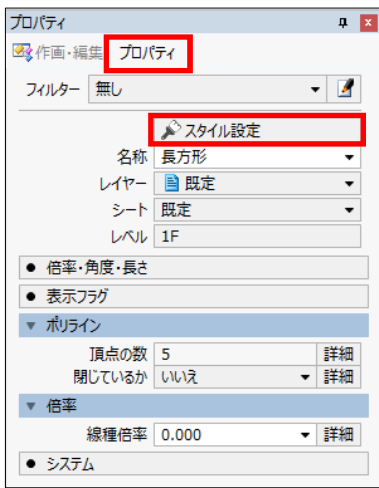 プロパティ
作画・編集 プロパティ
フィルター 無し
スタイル設定
名称 長方形
レイヤー 既定
シート 既定
レベル 1F
倍率・角度・長さ
表示フラグ
ポリライン
頂点の数 5 詳細
閉じているか いいえ 詳細
倍率
線種倍率 0.000 詳細
システム